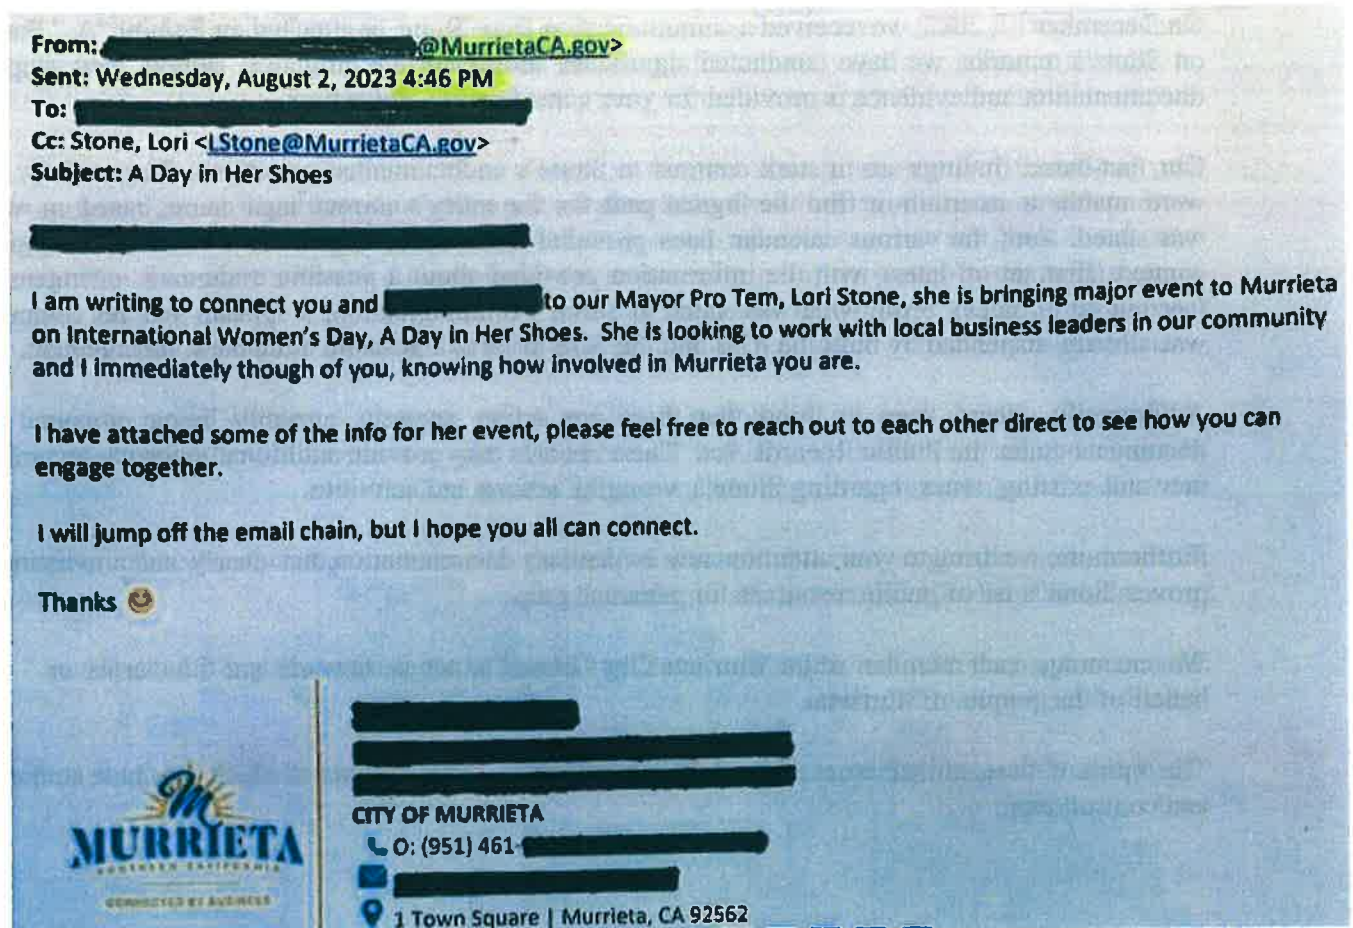 From: @MurrietaCA.gov>
Sent: Wednesday, August 2, 2023 4:46 PM
To:
Cc: Stone, Lori <LStone@MurrietaCA.gov>
Subject: A Day in Her Shoes
I am writing to connect you and to our Mayor Pro Tem, Lori Stone, she is bringing major event to Murrieta
on International Women's Day, A Day in Her Shoes. She is looking to work with local business leaders in our community
and I immediately though of you, knowing how involved in Murrieta you are.
I have attached some of the info for her event, please feel free to reach out to each other direct to see how you can
engage together.
I will jump off the email chain, but I hope you all can connect.
Thanks
M
MURRIETA
SOUTHERN CALIFORNIA
CONNECTED BY BUSINESS
CITY OF MURRIETA
O: (951) 461-
1 Town Square | Murrieta, CA 92562